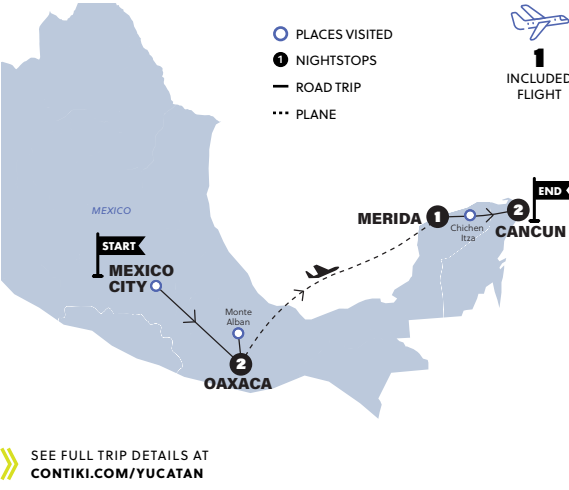 PLACES VISITED
1 NIGHTSTOPS
ROAD TRIP
PLANE
1
INCLUDED
FLIGHT
MEXICO
START
MEXICO
CITY
Monte
Alban
2
OAXACA
MERIDA 1
Chichen
Itza
2
END
CANCUN
SEE FULL TRIP DETAILS AT
CONTIKI.COM/YUCATAN